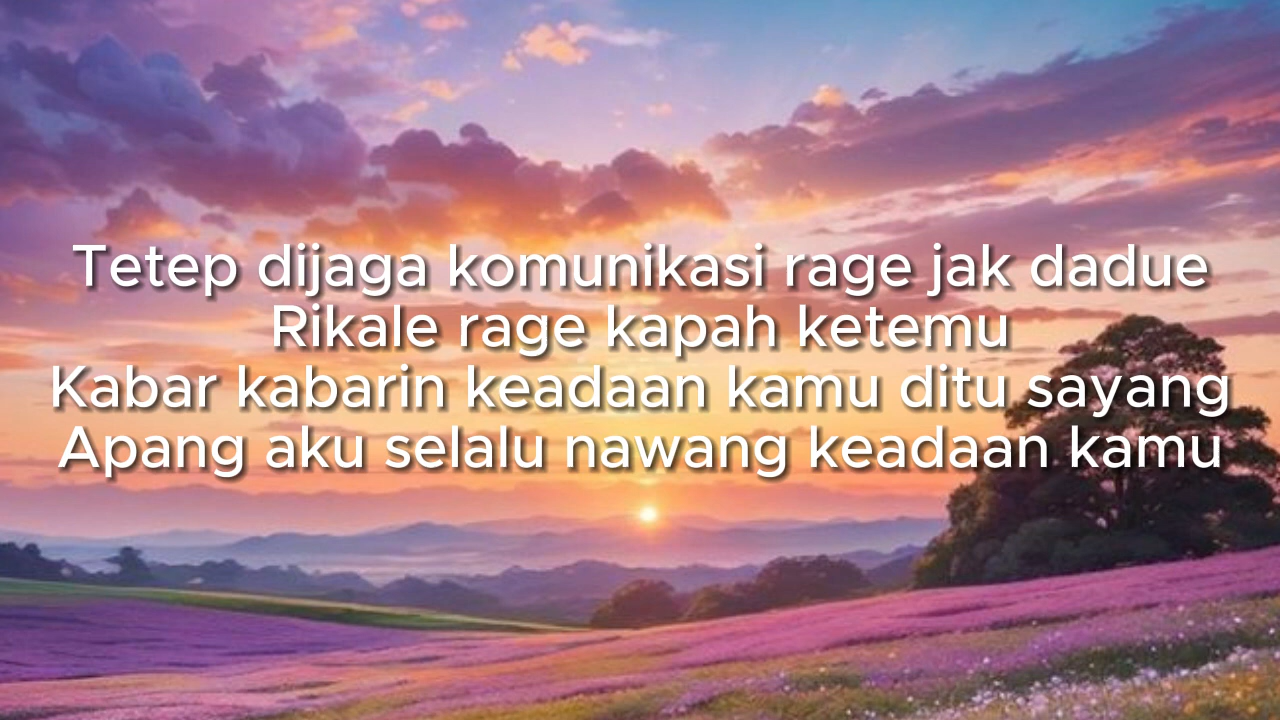 Tetep dijaga komunikasi rage jak dadue
Rikale rage kapah ketemu
Kabar kabarin keadaan kamu ditu sayang
Apang aku selalu nawang keadaan kamu